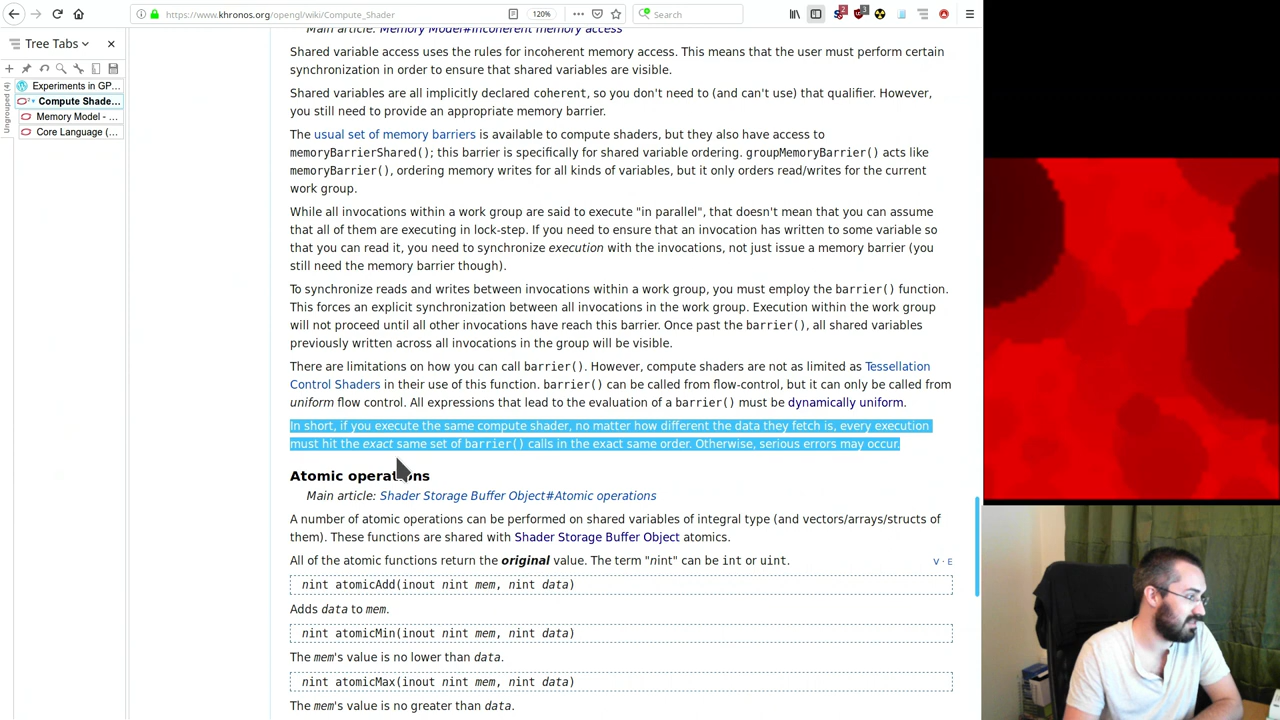 https://www.khronos.org/opengl/wiki/Compute_Shader
120%
Search
2
3
Tree Tabs
Ungrouped (4)
Experiments in GP...
Compute Shade...
Memory Model - ...
Core Language (...
Main article: Memory Model#Incoherent memory access
Shared variable access uses the rules for incoherent memory access. This means that the user must perform certain
synchronization in order to ensure that shared variables are visible.
Shared variables are all implicitly declared coherent, so you don't need to (and can't use) that qualifier. However,
you still need to provide an appropriate memory barrier.
The usual set of memory barriers is available to compute shaders, but they also have access to
memoryBarrierShared(); this barrier is specifically for shared variable ordering. groupMemoryBarrier() acts like
memoryBarrier(), ordering memory writes for all kinds of variables, but it only orders read/writes for the current
work group.
While all invocations within a work group are said to execute "in parallel", that doesn't mean that you can assume
that all of them are executing in lock-step. If you need to ensure that an invocation has written to some variable so
that you can read it, you need to synchronize execution with the invocations, not just issue a memory barrier (you
still need the memory barrier though).
To synchronize reads and writes between invocations within a work group, you must employ the barrier() function.
This forces an explicit synchronization between all invocations in the work group. Execution within the work group
will not proceed until all other invocations have reach this barrier. Once past the barrier(), all shared variables
previously written across all invocations in the group will be visible.
There are limitations on how you can call barrier(). However, compute shaders are not as limited as Tessellation
Control Shaders in their use of this function. barrier() can be called from flow-control, but it can only be called from
uniform flow control. All expressions that lead to the evaluation of a barrier() must be dynamically uniform.
In short, if you execute the same compute shader, no matter how different the data they fetch is, every execution
must hit the exact same set of barrier() calls in the exact same order. Otherwise, serious errors may occur.
Atomic operations
Main article: Shader Storage Buffer Object#Atomic operations
A number of atomic operations can be performed on shared variables of integral type (and vectors/arrays/structs of
them). These functions are shared with Shader Storage Buffer Object atomics.
All of the atomic functions return the original value. The term "nint" can be int or uint.
V · E
nint atomicAdd(inout nint mem, nint data)
Adds data to mem.
nint atomicMin(inout nint mem, nint data)
The mem's value is no lower than data.
nint atomicMax(inout nint mem, nint data)
The mem's value is no greater than data.